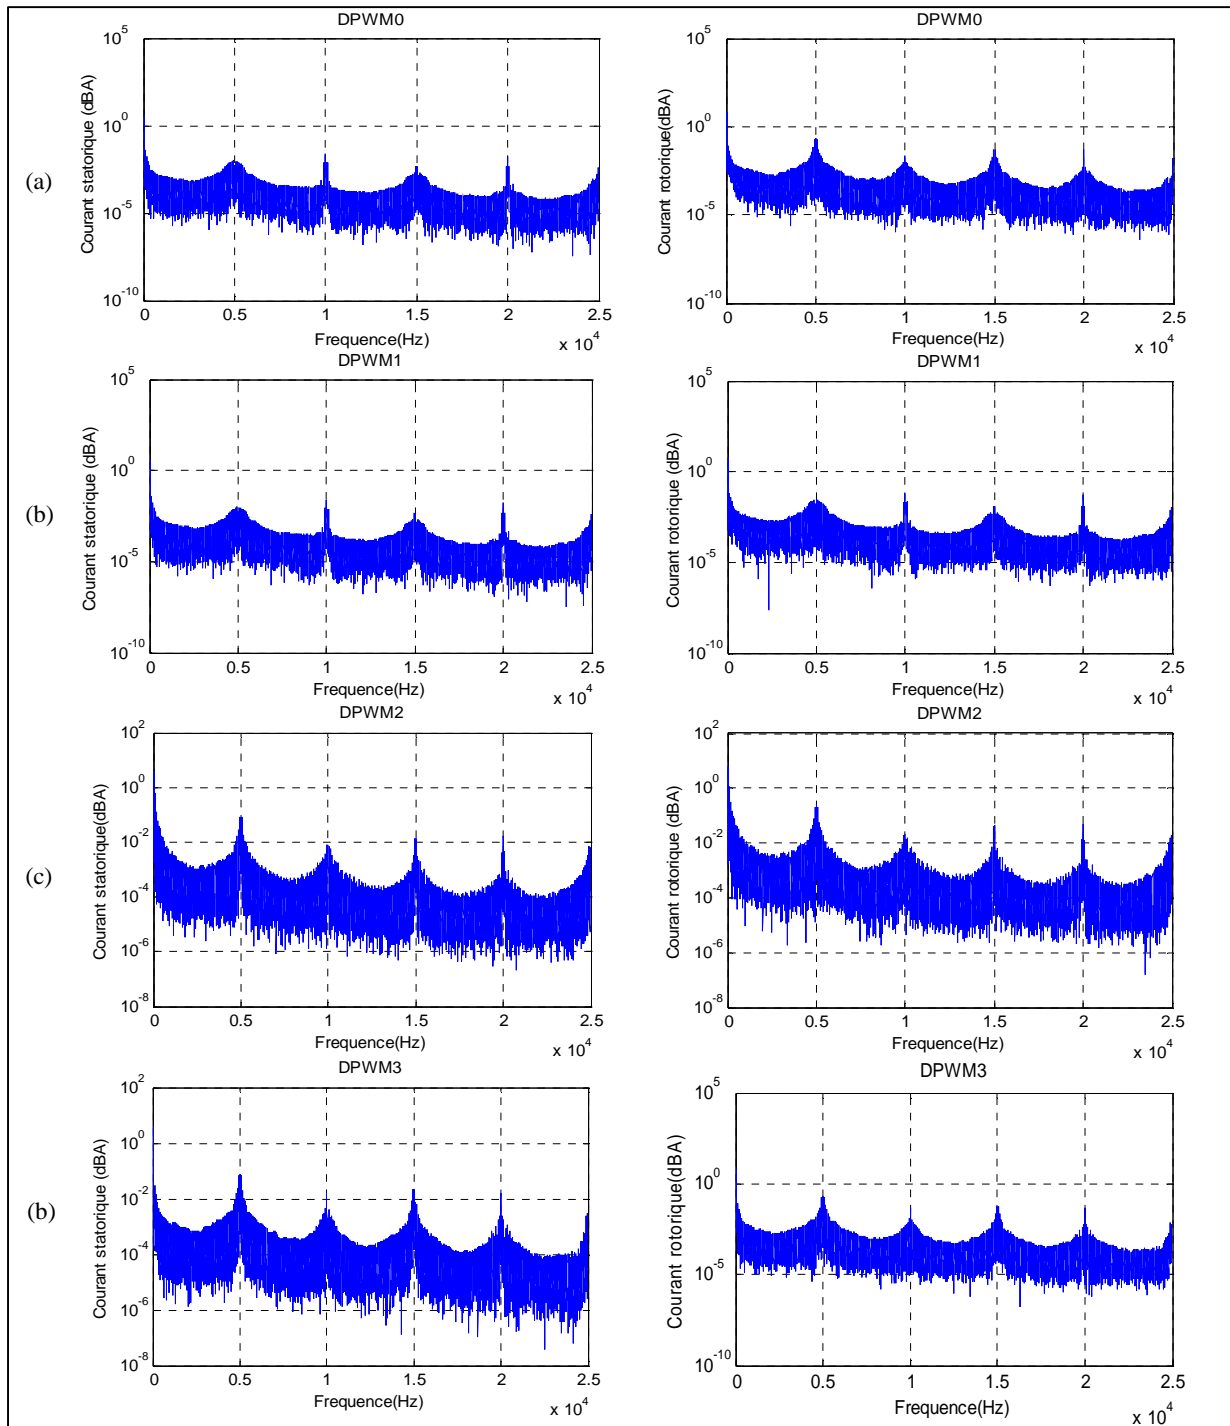 DPWM0
DPWM0
10^5
10^0
10^-5
10^-10
Courant statorique (dBA)
0
0.5
1
1.5
2
2.5
Frequence(Hz)
x 10^4
10^5
10^0
10^-5
10^-10
Courant rotorique(dBA)
0
0.5
1
1.5
2
2.5
Frequence(Hz)
x 10^4
(a)
DPWM1
DPWM1
10^5
10^0
10^-5
10^-10
Courant statorique (dBA)
0
0.5
1
1.5
2
2.5
Frequence(Hz)
x 10^4
10^5
10^0
10^-5
10^-10
Courant rotorique (dBA)
0
0.5
1
1.5
2
2.5
Frequence(Hz)
x 10^4
(b)
DPWM2
DPWM2
10^2
10^0
10^-2
10^-4
10^-6
10^-8
Courant statorique(dBA)
0
0.5
1
1.5
2
2.5
Frequence(Hz)
x 10^4
10^2
10^0
10^-2
10^-4
10^-6
10^-8
Courant rotorique (dBA)
0
0.5
1
1.5
2
2.5
Frequence(Hz)
x 10^4
(c)
DPWM3
DPWM3
10^2
10^0
10^-2
10^-4
10^-6
10^-8
Courant statorique (dBA)
0
0.5
1
1.5
2
2.5
Frequence(Hz)
x 10^4
10^5
10^0
10^-5
10^-10
Courant rotorique(dBA)
0
0.5
1
1.5
2
2.5
Frequence(Hz)
x 10^4
(b)